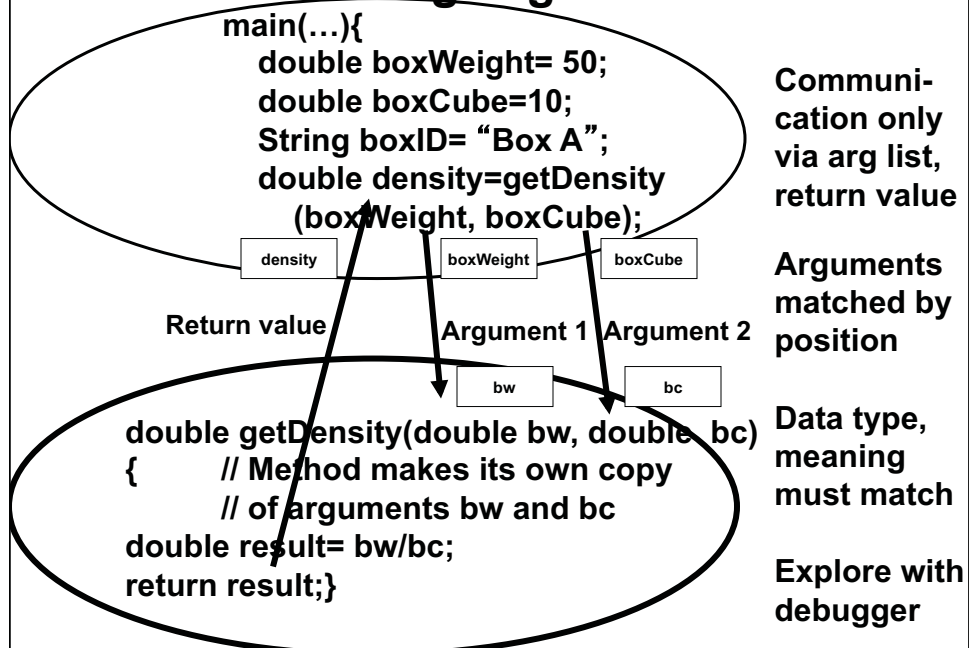 main(…){
double boxWeight= 50;
double boxCube=10;
String boxID= “Box A”;
double density=getDensity
(boxWeight, boxCube);
density
boxWeight
boxCube
Return value
Argument 1
Argument 2
bw
bc
double getDensity(double bw, double bc)
{ // Method makes its own copy
// of arguments bw and bc
double result= bw/bc;
return result;}
Communi-
cation only
via arg list,
return value
Arguments
matched by
position
Data type,
meaning
must match
Explore with
debugger